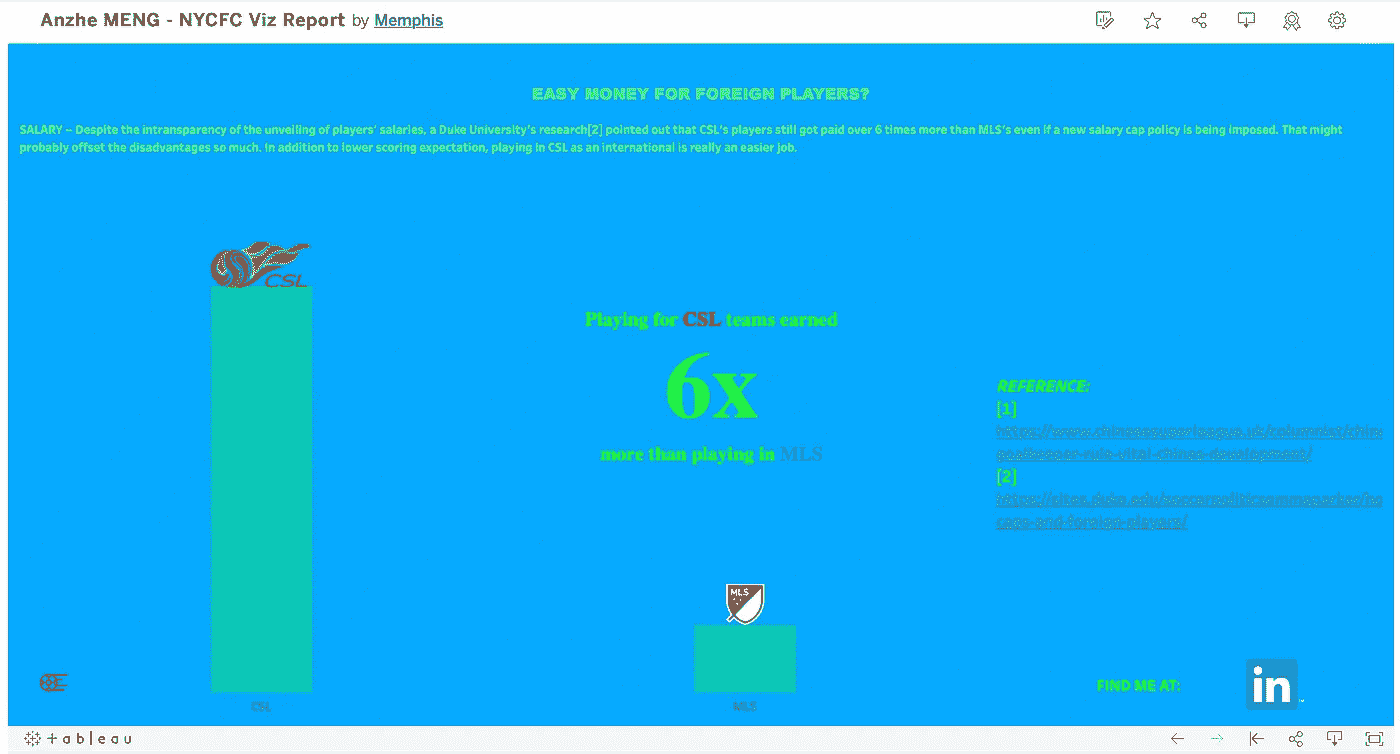 Anzhe MENG - NYCFC Viz Report by Memphis
EASY MONEY FOR FOREIGN PLAYERS?
SALARY – Despite the intransparency of the unveiling of players' salaries, a Duke University's research[2] pointed out that CSL's players still got paid over 6 times more than MLS's even if a new salary cap policy is being imposed. That might
probably offset the disadvantages so much. In addition to lower scoring expectation, playing in CSL as an international is really an easier job.
CSL
Playing for CSL teams earned
6x
more than playing in MLS
REFERENCE:
[1]
[2]
MLS
FIND ME AT:
in
CSL
MLS
+ a b l e a u